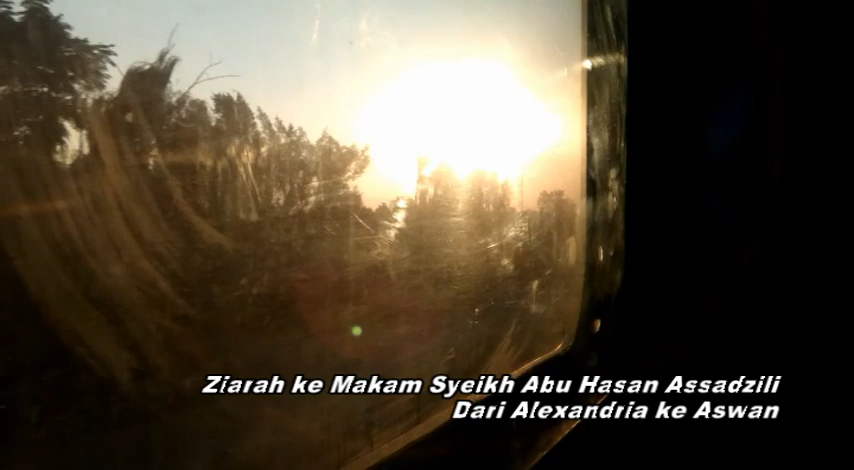 Ziarah ke Makam Syeikh Abu Hasan Assadzili
Dari Alexandria ke Aswan